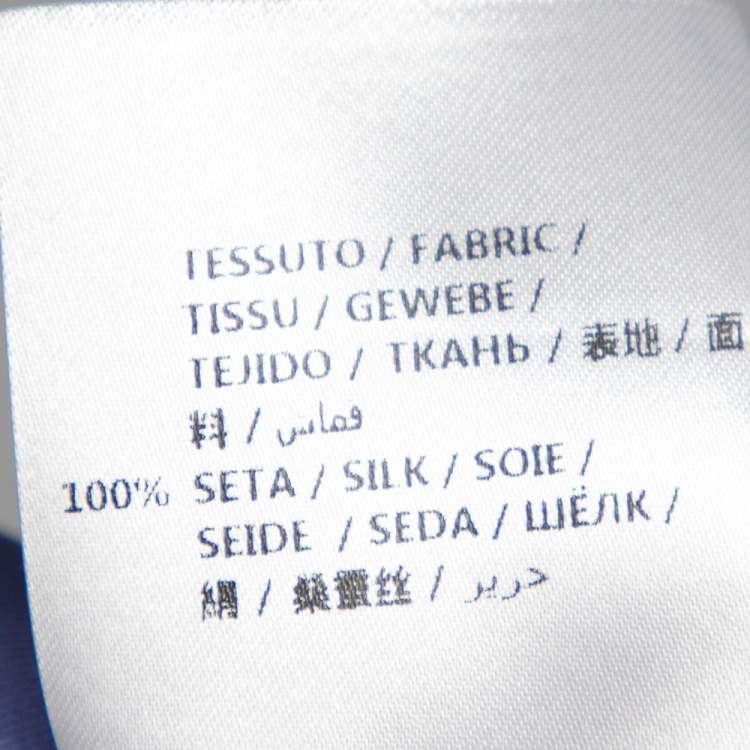 TESSUTO / FABRIC /
TISSU / GEWEBE /
TEJIDO / ТКАНЬ / 表地 / 面
料 / قماش
100% SETA / SILK / SOIE /
SEIDE / SEDA / ШЁЛК /
絹 / 桑蠶丝 / حرير